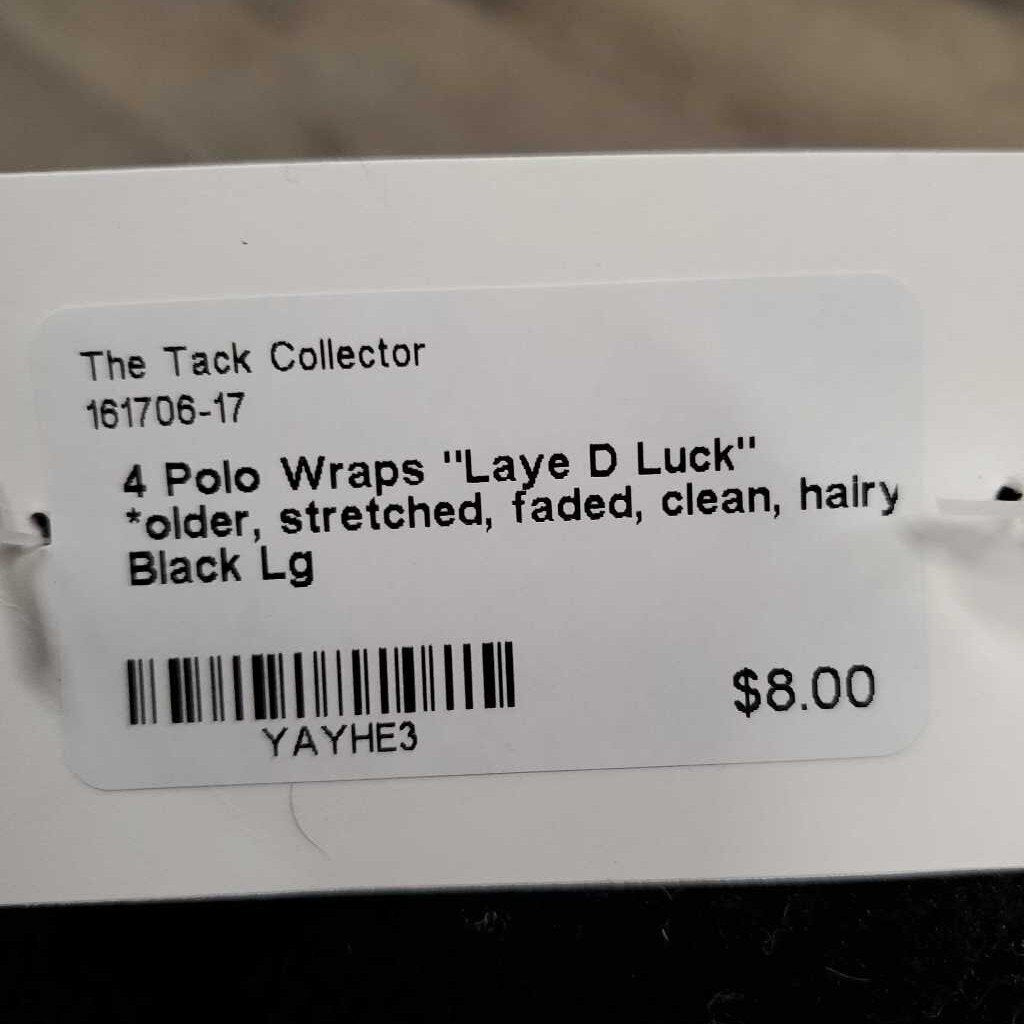 The Tack Collector
161706-17
4 Polo Wraps "Laye D Luck"
*older, stretched, faded, clean, hairy
Black Lg
YAYHE3
$8.00